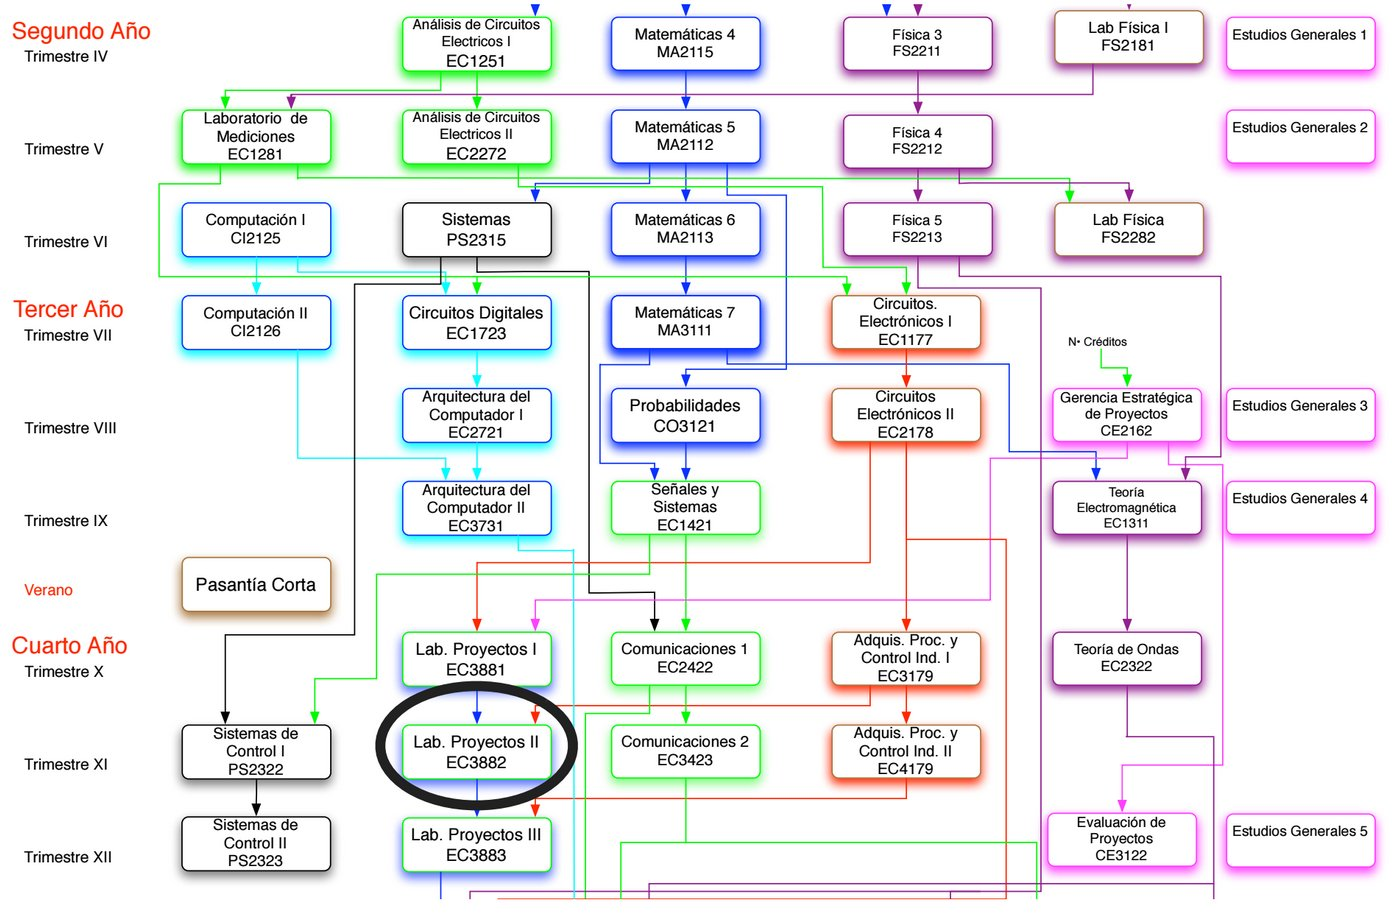 Segundo Año
Trimestre IV
Análisis de Circuitos
Electricos I
EC1251
Matemáticas 4
MA2115
Física 3
FS2211
Lab Física I
FS2181
Estudios Generales 1
Trimestre V
Laboratorio de
Mediciones
EC1281
Análisis de Circuitos
Electricos II
EC2272
Matemáticas 5
MA2112
Física 4
FS2212
Estudios Generales 2
Trimestre VI
Computación I
CI2125
Sistemas
PS2315
Matemáticas 6
MA2113
Física 5
FS2213
Lab Física
FS2282
Tercer Año
Trimestre VII
Computación II
CI2126
Circuitos Digitales
EC1723
Matemáticas 7
MA3111
Circuitos.
Electrónicos I
EC1177
N• Créditos
Trimestre VIII
Arquitectura del
Computador I
EC2721
Probabilidades
CO3121
Circuitos
Electrónicos II
EC2178
Gerencia Estratégica
de Proyectos
CE2162
Estudios Generales 3
Trimestre IX
Arquitectura del
Computador II
EC3731
Señales y
Sistemas
EC1421
Teoría
Electromagnética
EC1311
Estudios Generales 4
Verano
Pasantía Corta
Cuarto Año
Trimestre X
Lab. Proyectos I
EC3881
Comunicaciones 1
EC2422
Adquis. Proc. y
Control Ind. I
EC3179
Teoría de Ondas
EC2322
Trimestre XI
Sistemas de
Control I
PS2322
Lab. Proyectos II
EC3882
Comunicaciones 2
EC3423
Adquis. Proc. y
Control Ind. II
EC4179
Trimestre XII
Sistemas de
Control II
PS2323
Lab. Proyectos III
EC3883
Evaluación de
Proyectos
CE3122
Estudios Generales 5